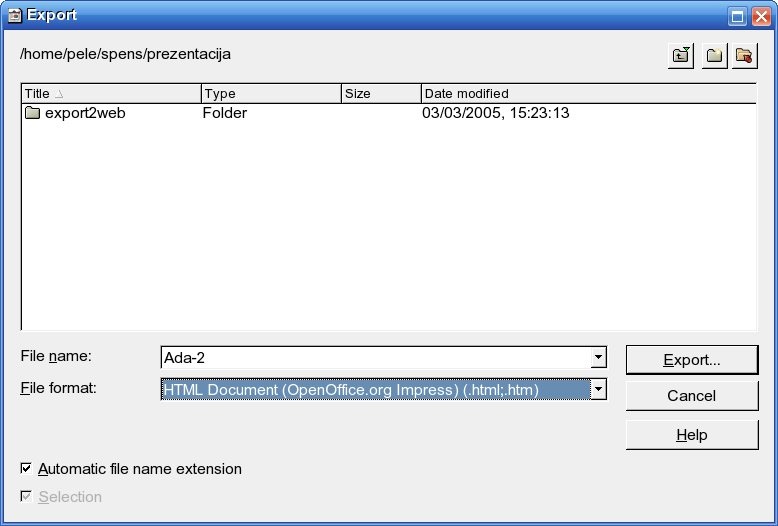 Export
/home/pele/spens/prezentacija
Title Type Size Date modified
export2web Folder 03/03/2005, 15:23:13
File name: Ada-2 Export...
File format: HTML Document (OpenOffice.org Impress) (.html;.htm) Cancel
Help
Automatic file name extension
Selection